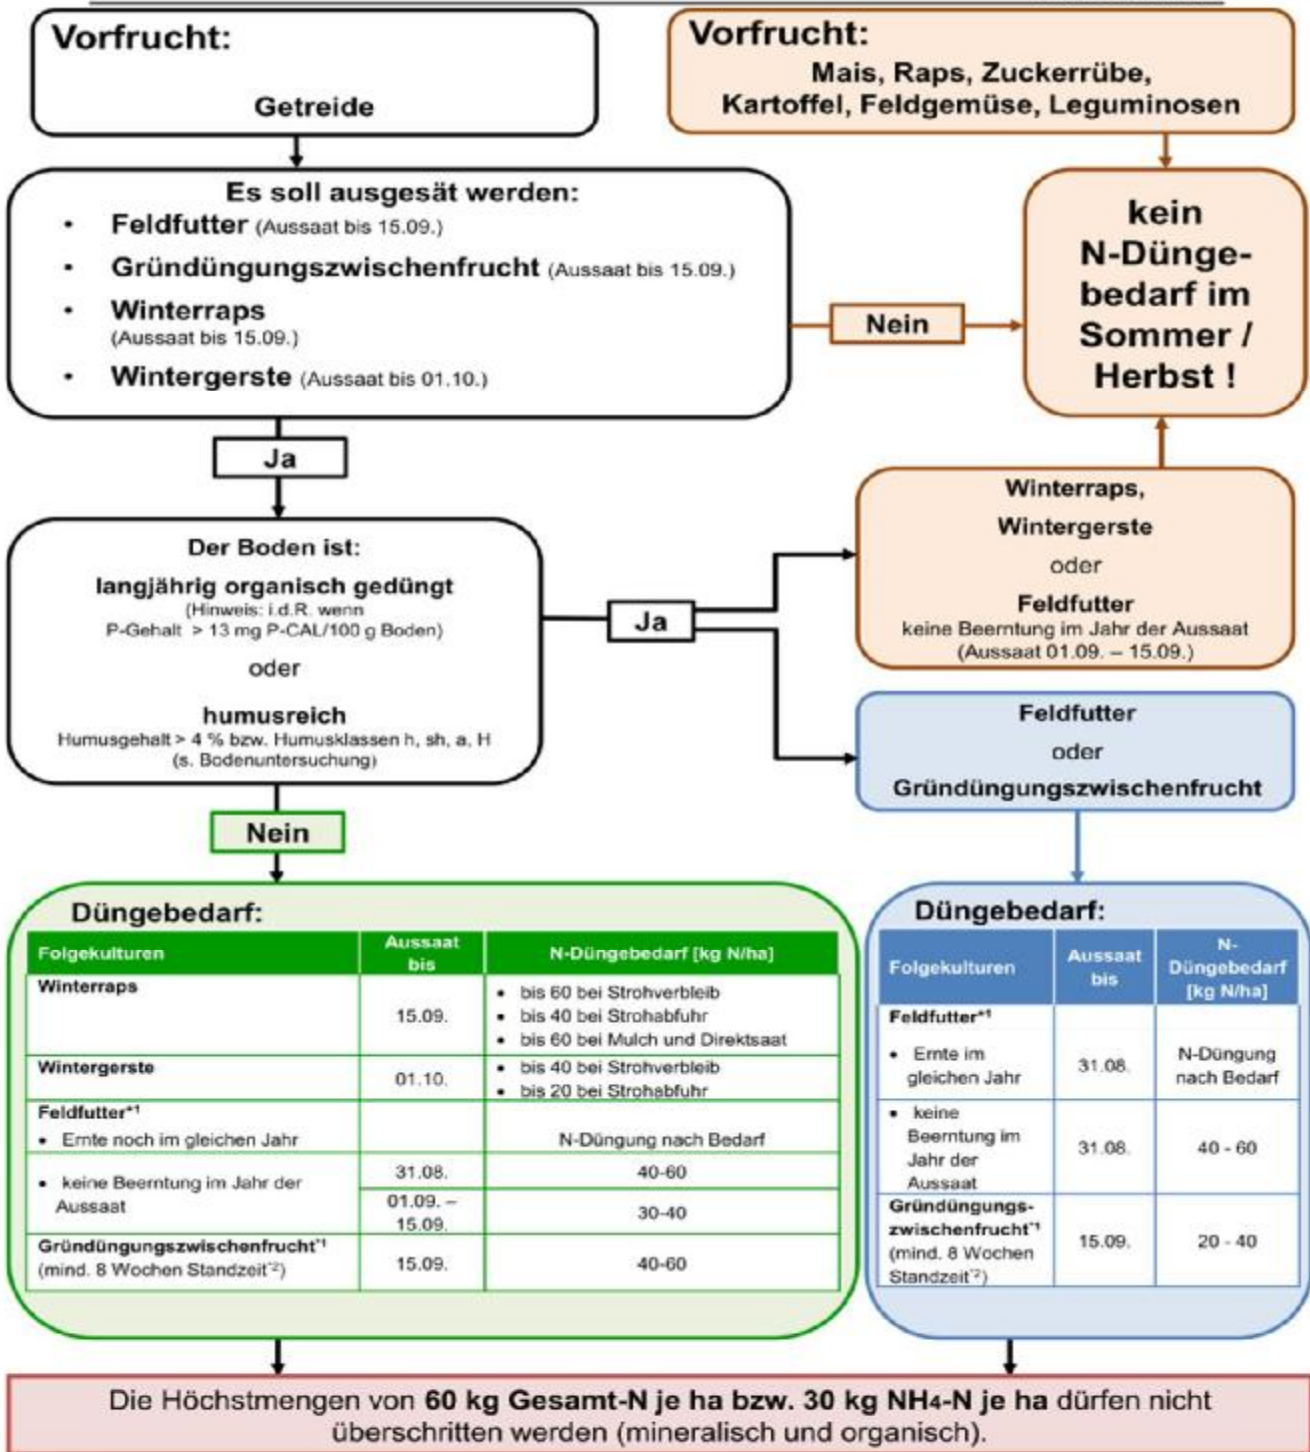 Vorfrucht:
Getreide
Vorfrucht:
Mais, Raps, Zuckerrübe,
Kartoffel, Feldgemüse, Leguminosen
Es soll ausgesät werden:
• Feldfutter (Aussaat bis 15.09.)
• Gründüngungszwischenfrucht (Aussaat bis 15.09.)
• Winterraps
(Aussaat bis 15.09.)
• Wintergerste (Aussaat bis 01.10.)
Nein
kein
N-Dünge-
bedarf im
Sommer /
Herbst !
Ja
Der Boden ist:
langjährig organisch gedüngt
(Hinweis: i.d.R. wenn
P-Gehalt > 13 mg P-CAL/100 g Boden)
oder
humusreich
Humusgehalt > 4 % bzw. Humusklassen h, sh, a, H
(s. Bodenuntersuchung)
Ja
Winterraps,
Wintergerste
oder
Feldfutter
keine Beerntung im Jahr der Aussaat
(Aussaat 01.09. – 15.09.)
Feldfutter
oder
Gründüngungszwischenfrucht
Nein
Düngebedarf:
Folgekulturen
Aussaat
bis
N-Düngebedarf [kg N/ha]
Winterraps
15.09.
• bis 60 bei Strohverbleib
• bis 40 bei Strohabfuhr
• bis 60 bei Mulch und Direktsaat
Wintergerste
01.10.
• bis 40 bei Strohverbleib
• bis 20 bei Strohabfuhr
Feldfutter*1
• Ernte noch im gleichen Jahr
N-Düngung nach Bedarf
• keine Beerntung im Jahr der
Aussaat
31.08.
40-60
01.09. –
15.09.
30-40
Gründüngungszwischenfrucht*1
(mind. 8 Wochen Standzeit*2)
15.09.
40-60
Düngebedarf:
Folgekulturen
Aussaat
bis
N-
Düngebedarf
[kg N/ha]
Feldfutter*1
• Ernte im
gleichen Jahr
31.08.
N-Düngung
nach Bedarf
• keine
Beerntung im
Jahr der
Aussaat
31.08.
40 - 60
Gründüngungs-
zwischenfrucht*1
(mind. 8 Wochen
Standzeit*2)
15.09.
20 - 40
Die Höchstmengen von 60 kg Gesamt-N je ha bzw. 30 kg NH4-N je ha dürfen nicht
überschritten werden (mineralisch und organisch).